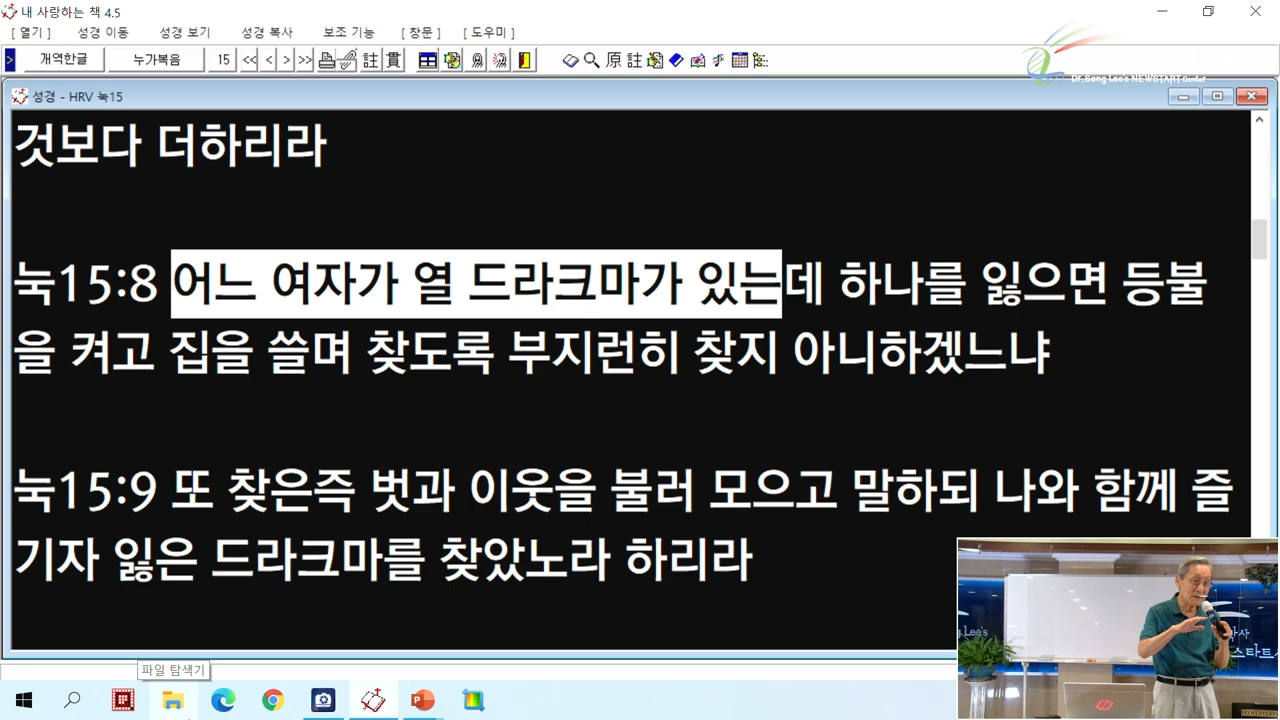 내 사랑하는 책 4.5
[ 열기 ] 성경 이동 성경 보기 성경 복사 보조 기능 [ 창문 ] [ 도우미 ]
> 개역한글 누가복음 15 << < > >> 註 貫 原 註
Dr.Sang Lee's NEWSTART Center
성경 - HRV 눅15
것보다 더하리라
눅15:8 어느 여자가 열 드라크마가 있는데 하나를 잃으면 등불
을 켜고 집을 쓸며 찾도록 부지런히 찾지 아니하겠느냐
눅15:9 또 찾은즉 벗과 이웃을 불러 모으고 말하되 나와 함께 즐
기자 잃은 드라크마를 찾았노라 하리라
파일 탐색기